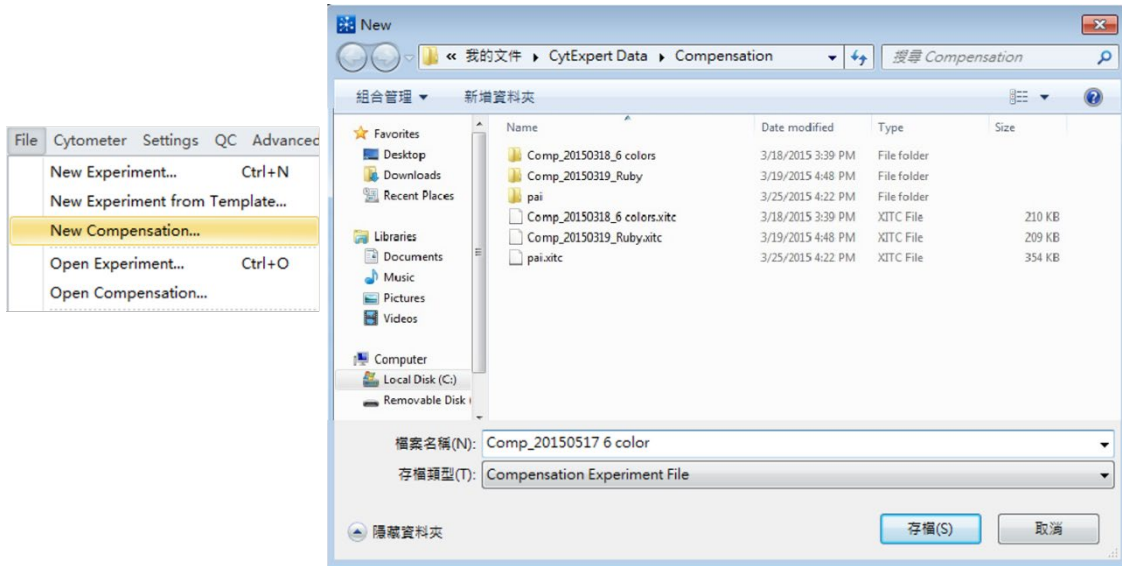 File Cytometer Settings QC Advanced
New Experiment... Ctrl+N
New Experiment from Template...
New Compensation...
Open Experiment... Ctrl+O
Open Compensation...
New
« 我的文件 CytExpert Data Compensation
搜尋 Compensation
組合管理 新增資料夾
Favorites
Desktop
Downloads
Recent Places
Libraries
Documents
Music
Pictures
Videos
Computer
Local Disk (C:)
Removable Disk
Name Date modified Type Size
Comp_20150318_6 colors 3/18/2015 3:39 PM File folder
Comp_20150319_Ruby 3/19/2015 4:48 PM File folder
pai 3/25/2015 4:22 PM File folder
Comp_20150318_6 colors.xitc 3/18/2015 3:39 PM XITC File 210 KB
Comp_20150319_Ruby.xitc 3/19/2015 4:48 PM XITC File 209 KB
pai.xitc 3/25/2015 4:22 PM XITC File 354 KB
檔案名稱(N): Comp_20150517 6 color
存檔類型(T): Compensation Experiment File
隱藏資料夾
存檔(S) 取消